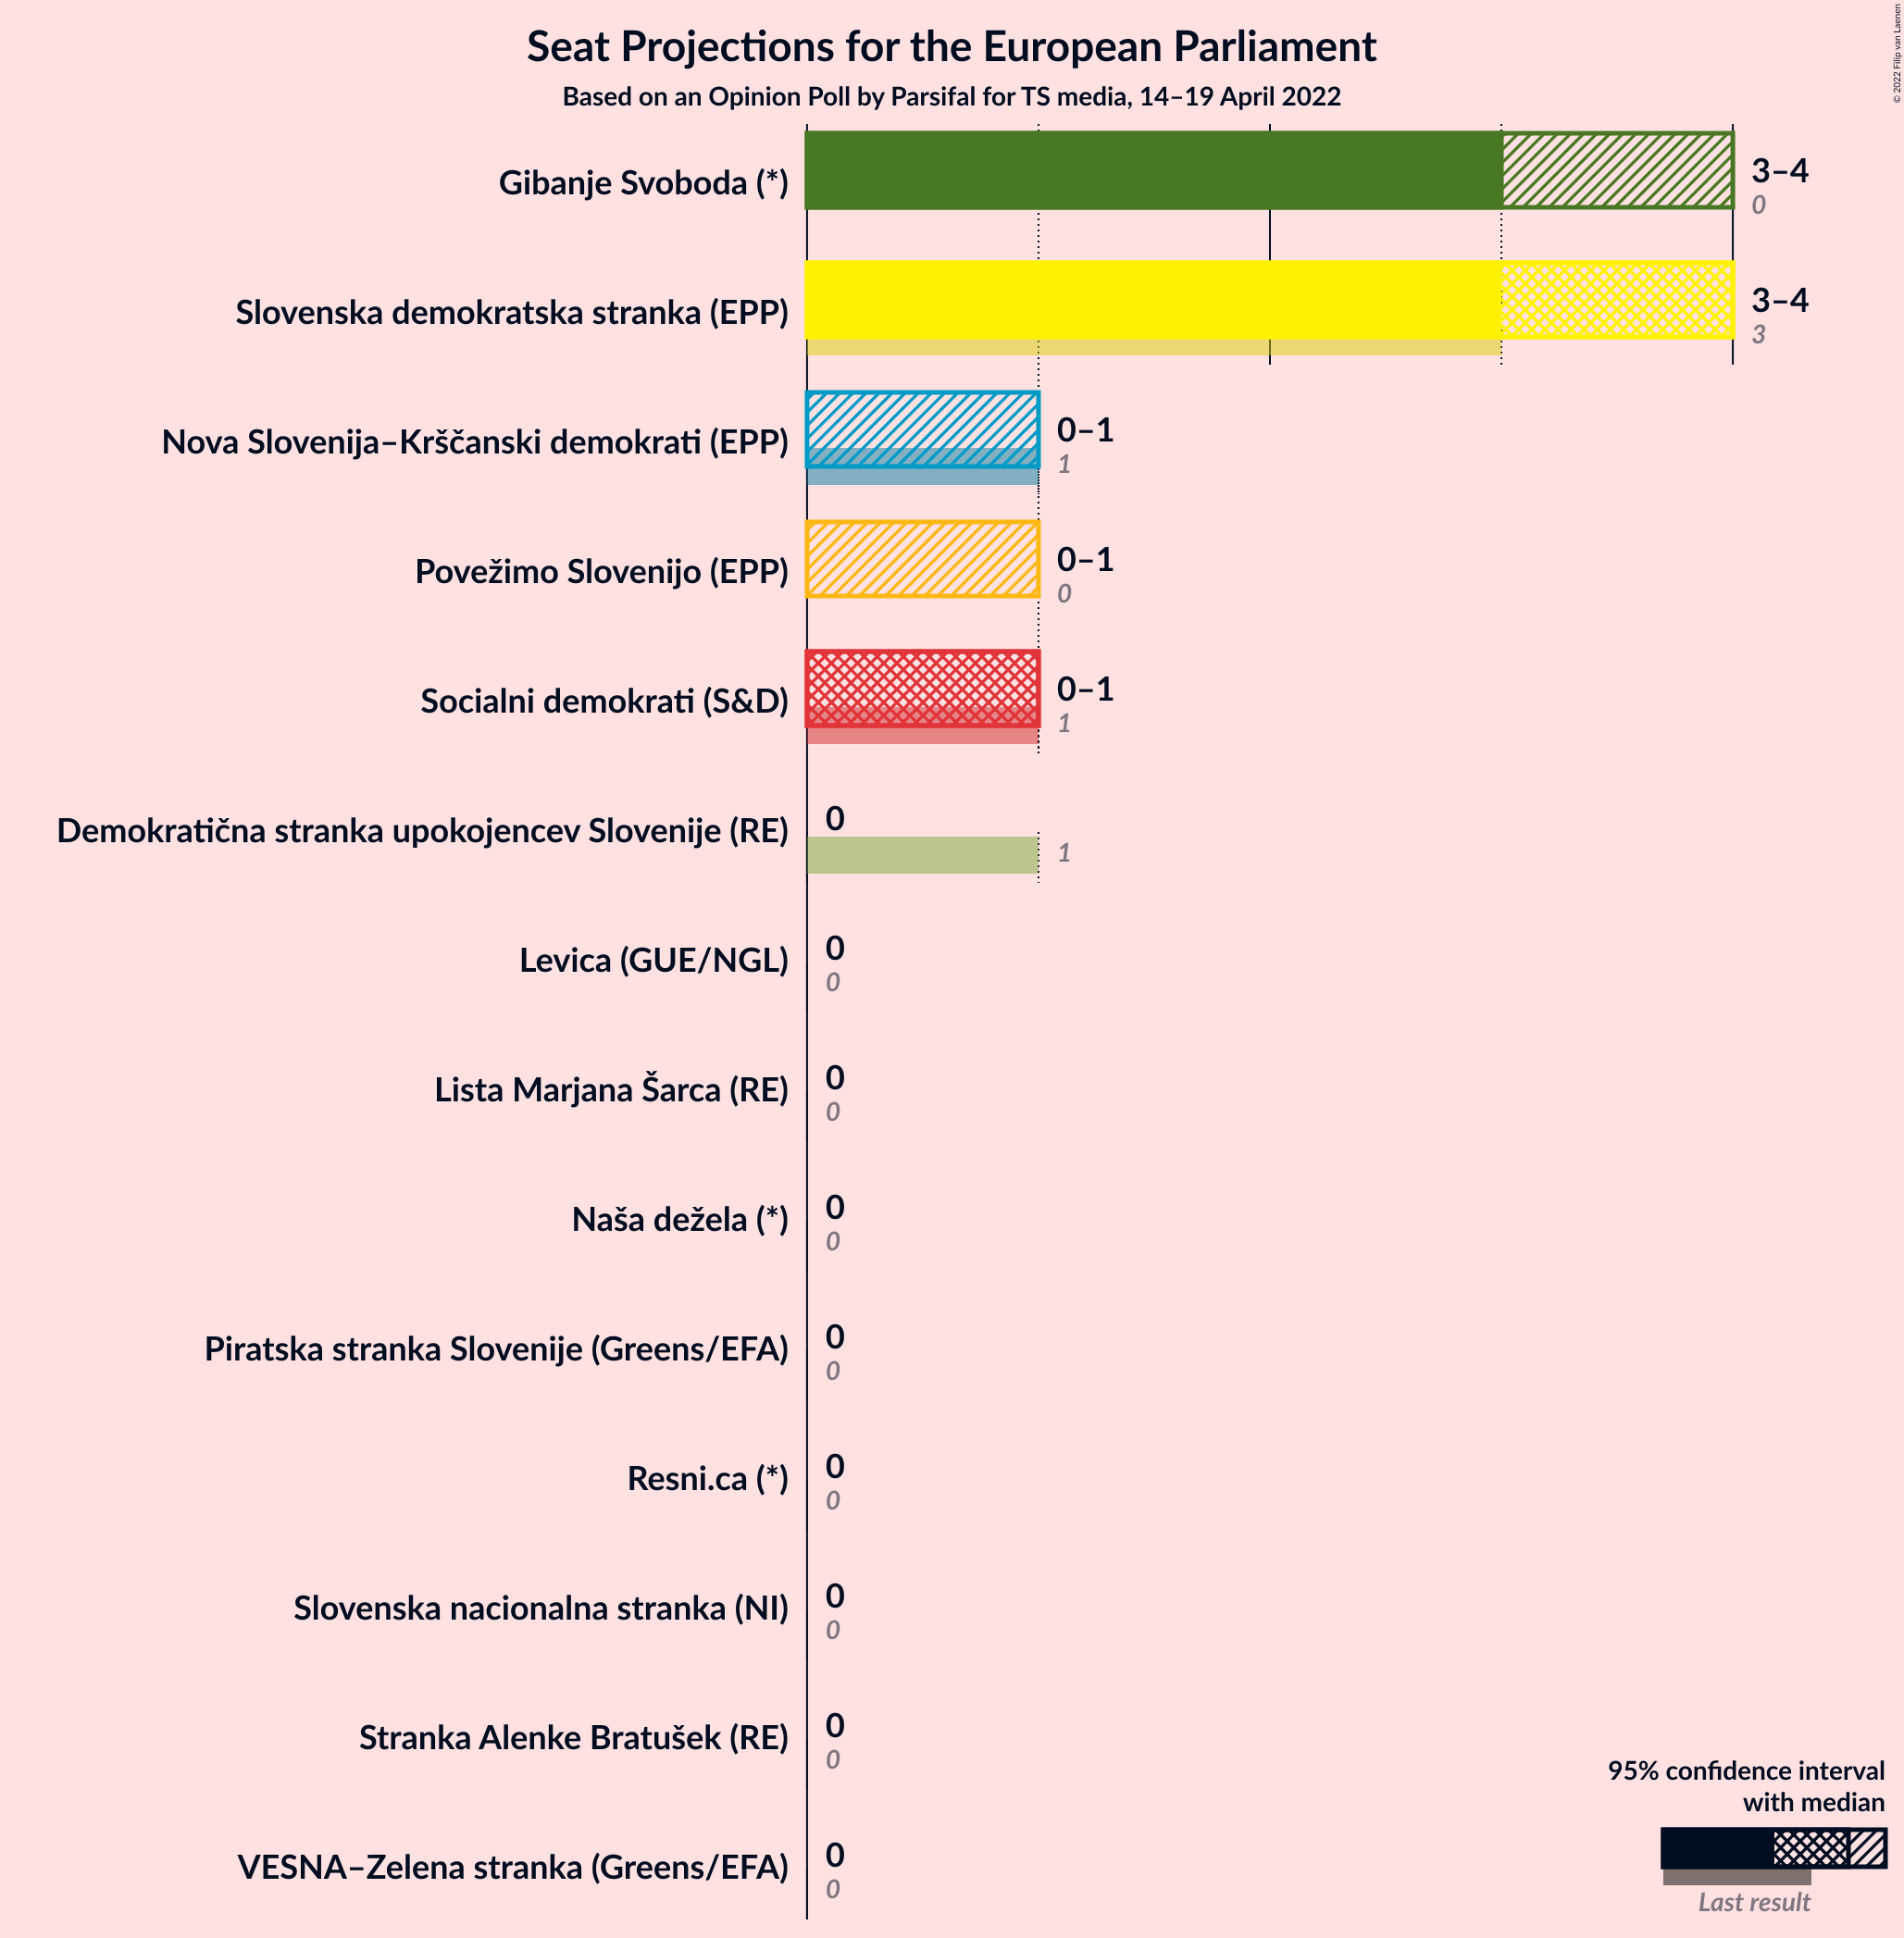 Seat Projections for the European Parliament
Based on an Opinion Poll by Parsifal for TS media, 14–19 April 2022
© 2022 Filip van Laenen
Gibanje Svoboda (*)
3–4
0
Slovenska demokratska stranka (EPP)
3–4
3
Nova Slovenija–Krščanski demokrati (EPP)
0–1
1
Povežimo Slovenijo (EPP)
0–1
0
Socialni demokrati (S&D)
0–1
1
Demokratična stranka upokojencev Slovenije (RE)
0
1
Levica (GUE/NGL)
0
0
Lista Marjana Šarca (RE)
0
0
Naša dežela (*)
0
0
Piratska stranka Slovenije (Greens/EFA)
0
0
Resni.ca (*)
0
0
Slovenska nacionalna stranka (NI)
0
0
Stranka Alenke Bratušek (RE)
0
0
VESNA–Zelena stranka (Greens/EFA)
0
0
95% confidence interval
with median
Last result